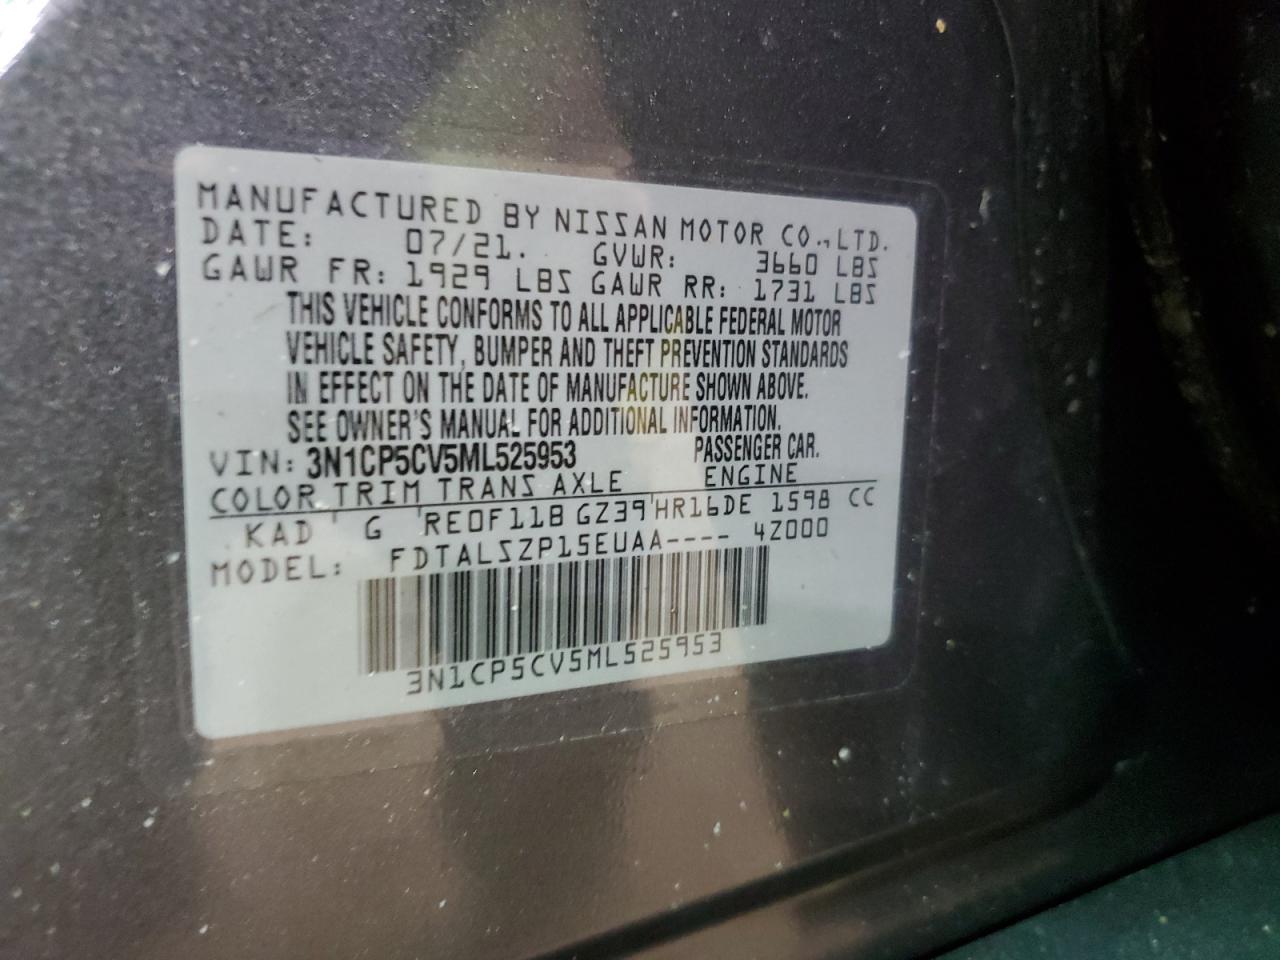 MANUFACTURED BY NISSAN MOTOR CO., LTD.
DATE: 07/21. GVWR: 3660 LBS
GAWR FR: 1929 LBS GAWR RR: 1731 LBS
THIS VEHICLE CONFORMS TO ALL APPLICABLE FEDERAL MOTOR
VEHICLE SAFETY, BUMPER AND THEFT PREVENTION STANDARDS
IN EFFECT ON THE DATE OF MANUFACTURE SHOWN ABOVE.
SEE OWNER'S MANUAL FOR ADDITIONAL INFORMATION.
VIN: 3N1CP5CV5ML525953 PASSENGER CAR.
COLOR TRIM TRANS AXLE ENGINE
KAD G RE0F11B GZ39 HR16DE 1598 CC
MODEL: FDTALSZP15EUAA---- 4Z000
3N1CP5CV5ML525953